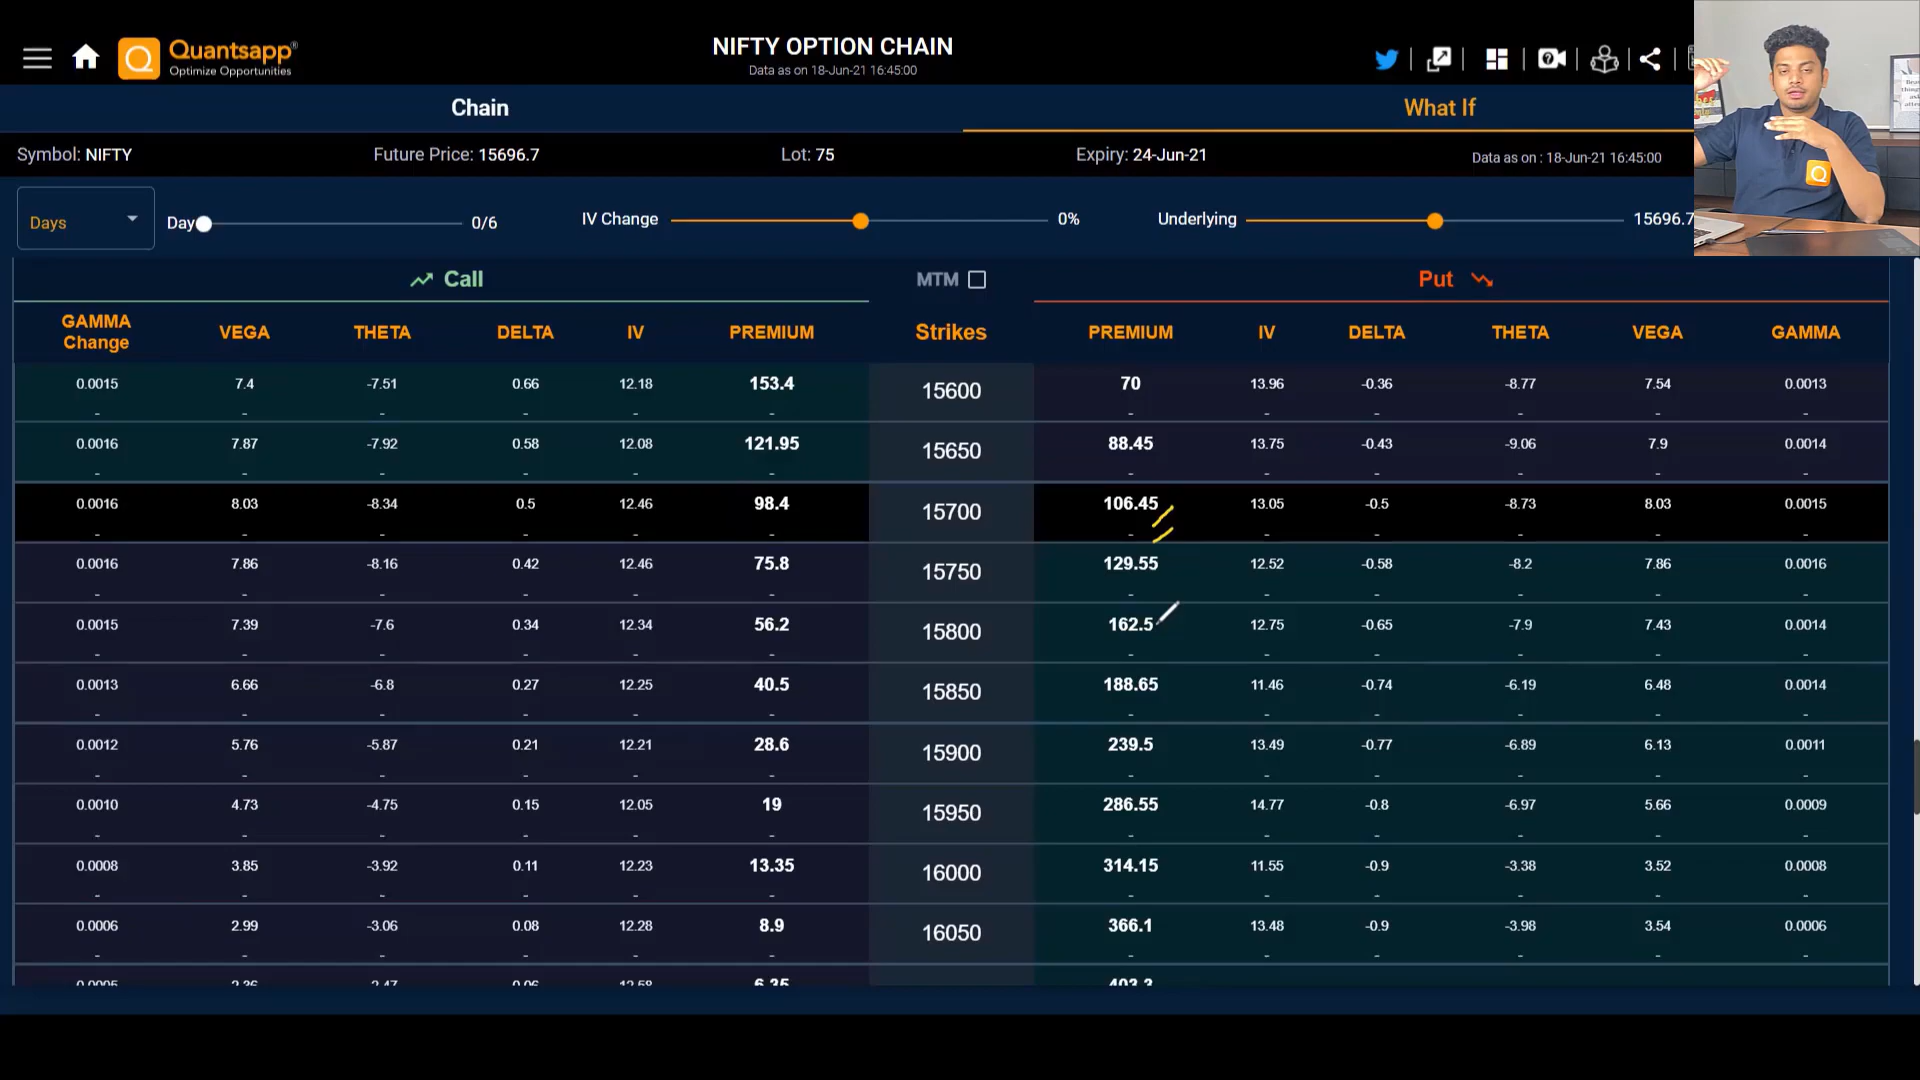 Quantsapp®
Optimize Opportunities
NIFTY OPTION CHAIN
Data as on 18-Jun-21 16:45:00
Chain
What If
Symbol: NIFTY
Future Price: 15696.7
Lot: 75
Expiry: 24-Jun-21
Data as on : 18-Jun-21 16:45:00
Days
Day
0/6
IV Change
0%
Underlying
15696.7
Call
MTM
Put
GAMMA Change VEGA THETA DELTA IV PREMIUM Strikes PREMIUM IV DELTA THETA VEGA GAMMA
0.0015 7.4 -7.51 0.66 12.18 153.4 15600 70 13.96 -0.36 -8.77 7.54 0.0013
- - - - - - - - - - - -
0.0016 7.87 -7.92 0.58 12.08 121.95 15650 88.45 13.75 -0.43 -9.06 7.9 0.0014
- - - - - - - - - - - -
0.0016 8.03 -8.34 0.5 12.46 98.4 15700 106.45 13.05 -0.5 -8.73 8.03 0.0015
- - - - - - - - - - - -
0.0016 7.86 -8.16 0.42 12.46 75.8 15750 129.55 12.52 -0.58 -8.2 7.86 0.0016
- - - - - - - - - - - -
0.0015 7.39 -7.6 0.34 12.34 56.2 15800 162.5 12.75 -0.65 -7.9 7.43 0.0014
- - - - - - - - - - - -
0.0013 6.66 -6.8 0.27 12.25 40.5 15850 188.65 11.46 -0.74 -6.19 6.48 0.0014
- - - - - - - - - - - -
0.0012 5.76 -5.87 0.21 12.21 28.6 15900 239.5 13.49 -0.77 -6.89 6.13 0.0011
- - - - - - - - - - - -
0.0010 4.73 -4.75 0.15 12.05 19 15950 286.55 14.77 -0.8 -6.97 5.66 0.0009
- - - - - - - - - - - -
0.0008 3.85 -3.92 0.11 12.23 13.35 16000 314.15 11.55 -0.9 -3.38 3.52 0.0008
- - - - - - - - - - - -
0.0006 2.99 -3.06 0.08 12.28 8.9 16050 366.1 13.48 -0.9 -3.98 3.54 0.0006
- - - - - - - - - - - -